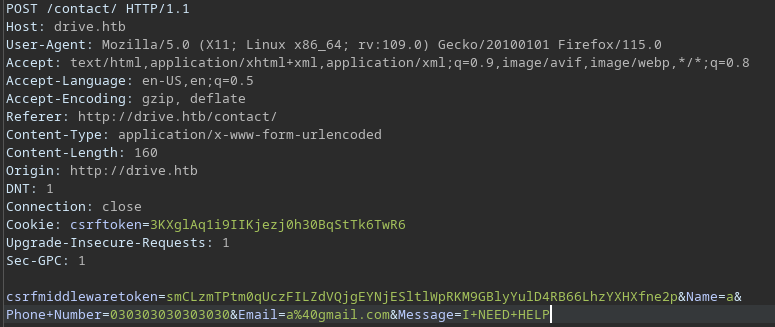 POST /contact/ HTTP/1.1
Host: drive.htb
User-Agent: Mozilla/5.0 (X11; Linux x86_64; rv:109.0) Gecko/20100101 Firefox/115.0
Accept: text/html,application/xhtml+xml,application/xml;q=0.9,image/avif,image/webp,*/*;q=0.8
Accept-Language: en-US,en;q=0.5
Accept-Encoding: gzip, deflate
Referer: http://drive.htb/contact/
Content-Type: application/x-www-form-urlencoded
Content-Length: 160
Origin: http://drive.htb
DNT: 1
Connection: close
Cookie: csrftoken=3KXglAq1i9IIKjezj0h30BqStTk6TwR6
Upgrade-Insecure-Requests: 1
Sec-GPC: 1

csrfmiddlewaretoken=smCLzmTPtm0qUczFILZdVQjgEYNjESltlWpRKM9GBlyYulD4RB66LhzYXHXfne2p&Name=a&
Phone+Number=030303030303030&Email=a%40gmail.com&Message=I+NEED+HELP